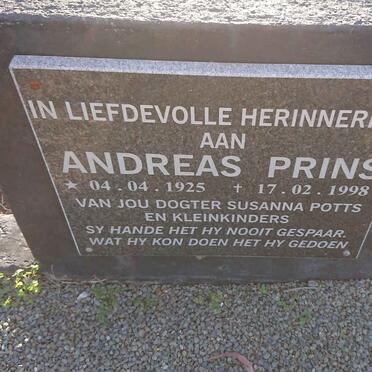 IN LIEFDEVOLLE HERINNERI
AAN
ANDREAS PRINS
★ 04.04.1925 † 17.02.1998
VAN JOU DOGTER SUSANNA POTTS
EN KLEINKINDERS
SY HANDE HET HY NOOIT GESPAAR.
WAT HY KON DOEN HET HY GEDOEN